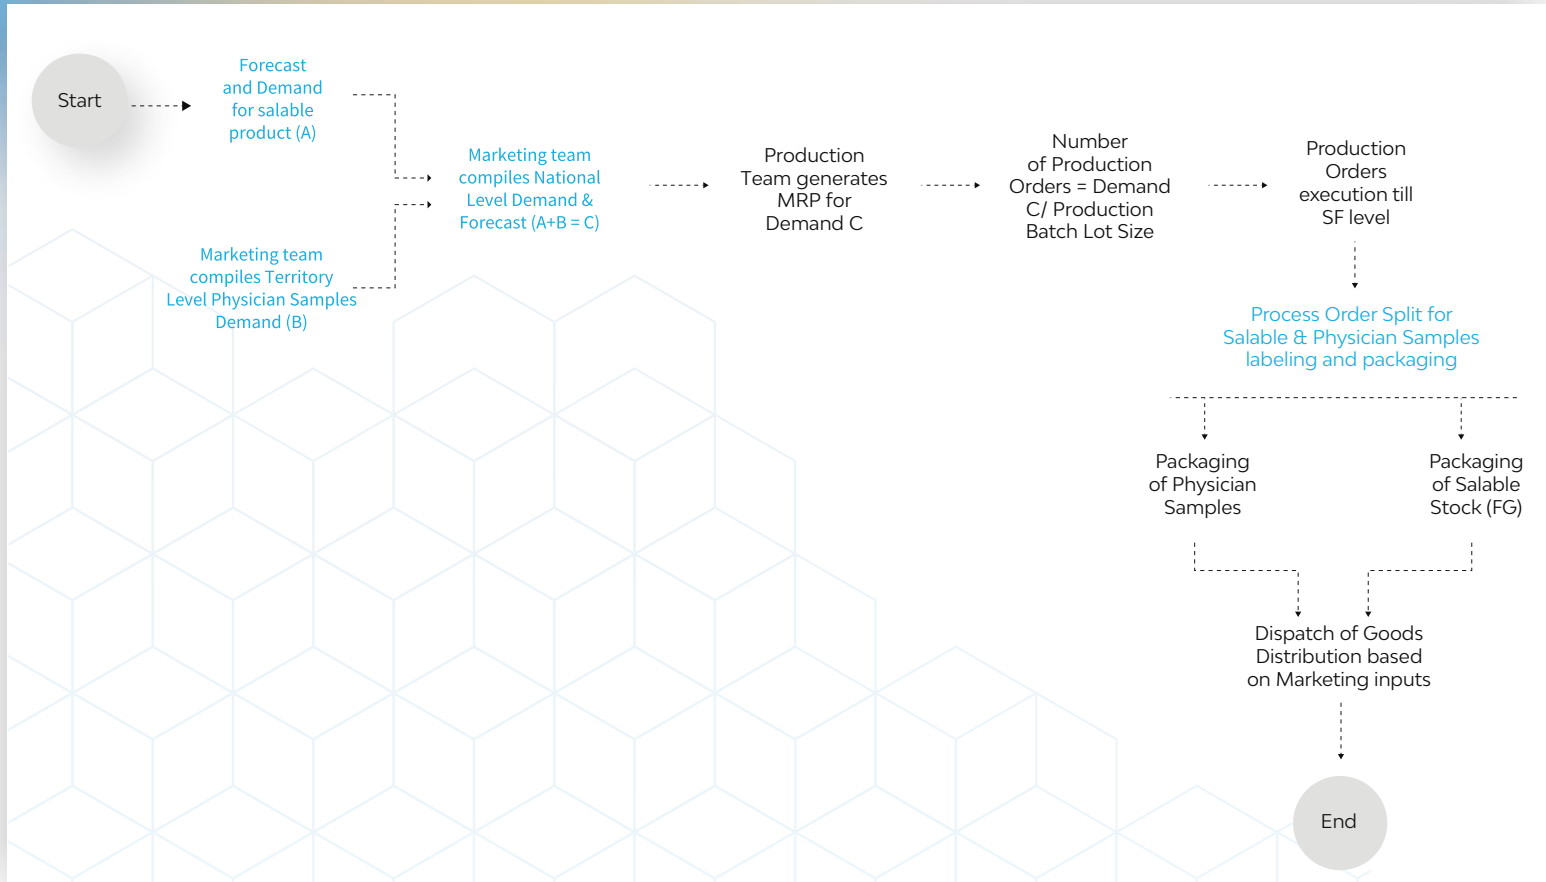 Start
Forecast
and Demand
for salable
product (A)
Marketing team
compiles Territory
Level Physician Samples
Demand (B)
Marketing team
compiles National
Level Demand &
Forecast (A+B = C)
Production
Team generates
MRP for
Demand C
Number
of Production
Orders = Demand
C/ Production
Batch Lot Size
Production
Orders
execution till
SF level
Process Order Split for
Salable & Physician Samples
labeling and packaging
Packaging
of Physician
Samples
Packaging
of Salable
Stock (FG)
Dispatch of Goods
Distribution based
on Marketing inputs
End